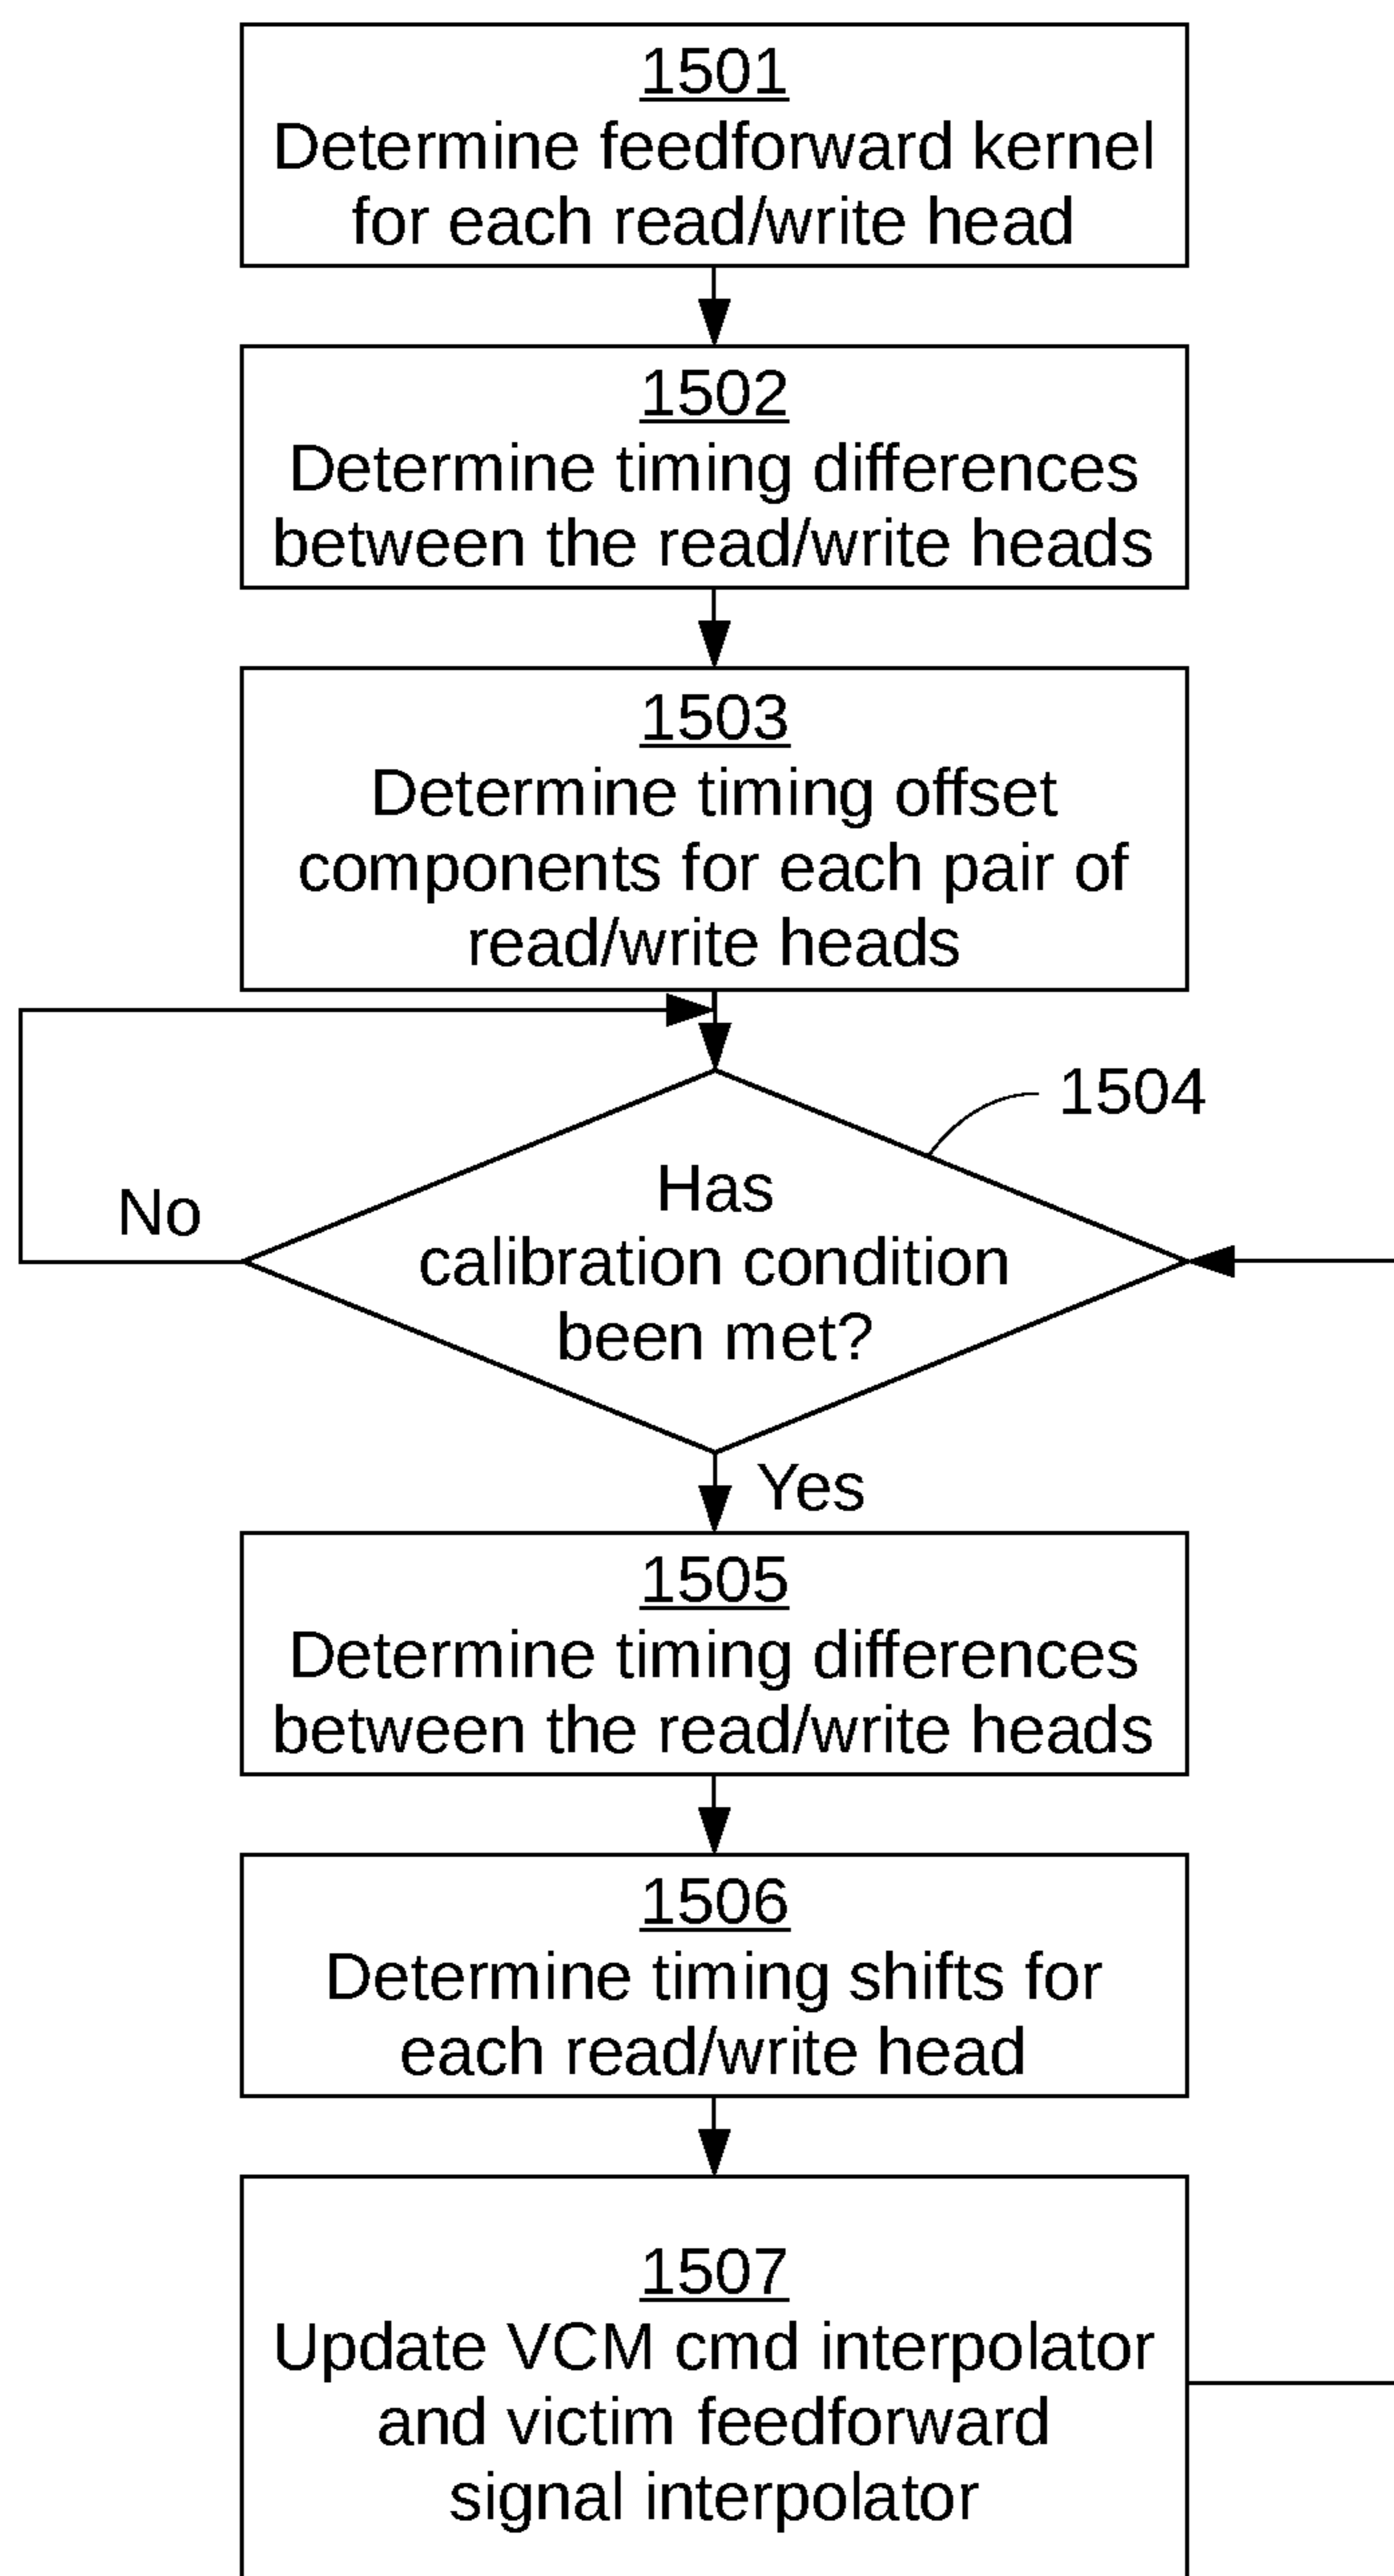 1501
Determine feedforward kernel
for each read/write head
1502
Determine timing differences
between the read/write heads
1503
Determine timing offset
components for each pair of
read/write heads
1504
Has
calibration condition
been met?
No
Yes
1505
Determine timing differences
between the read/write heads
1506
Determine timing shifts for
each read/write head
1507
Update VCM cmd interpolator
and victim feedforward
signal interpolator